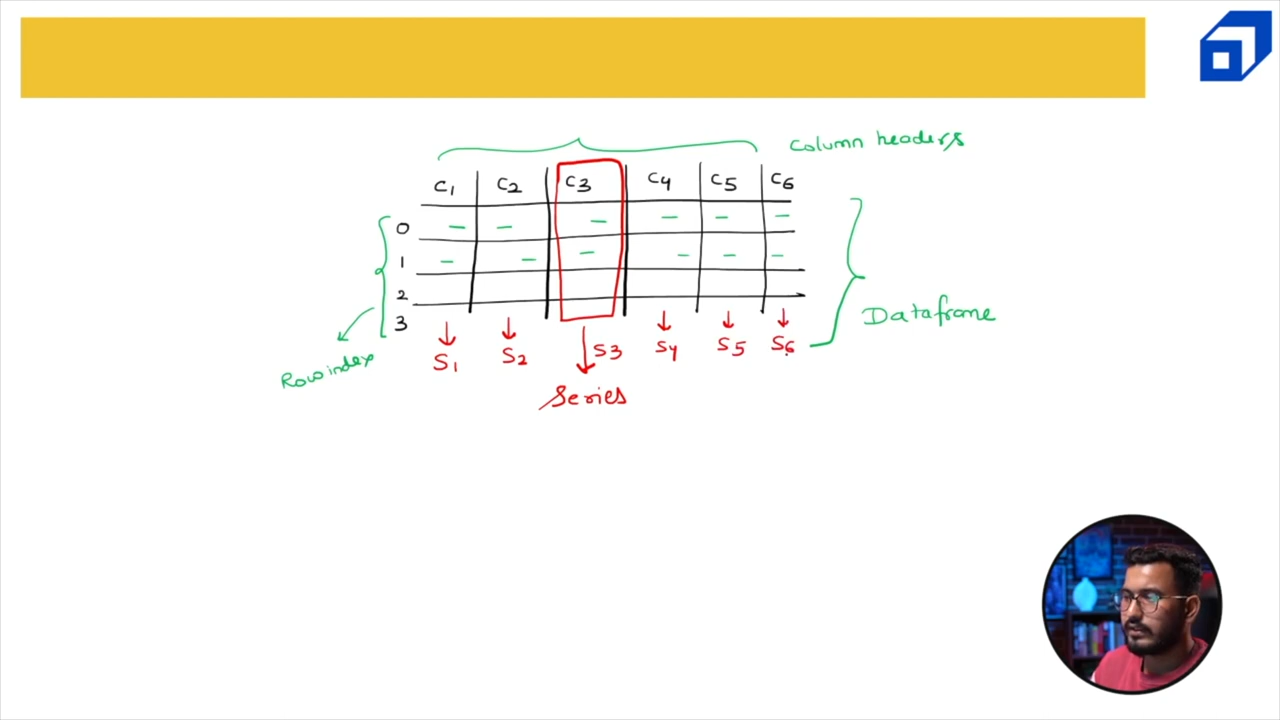 Column headers
C1 C2 C3 C4 C5 C6
0
1
2
3
Row index
Dataframe
S1 S2 S3 S4 S5 S6
Series